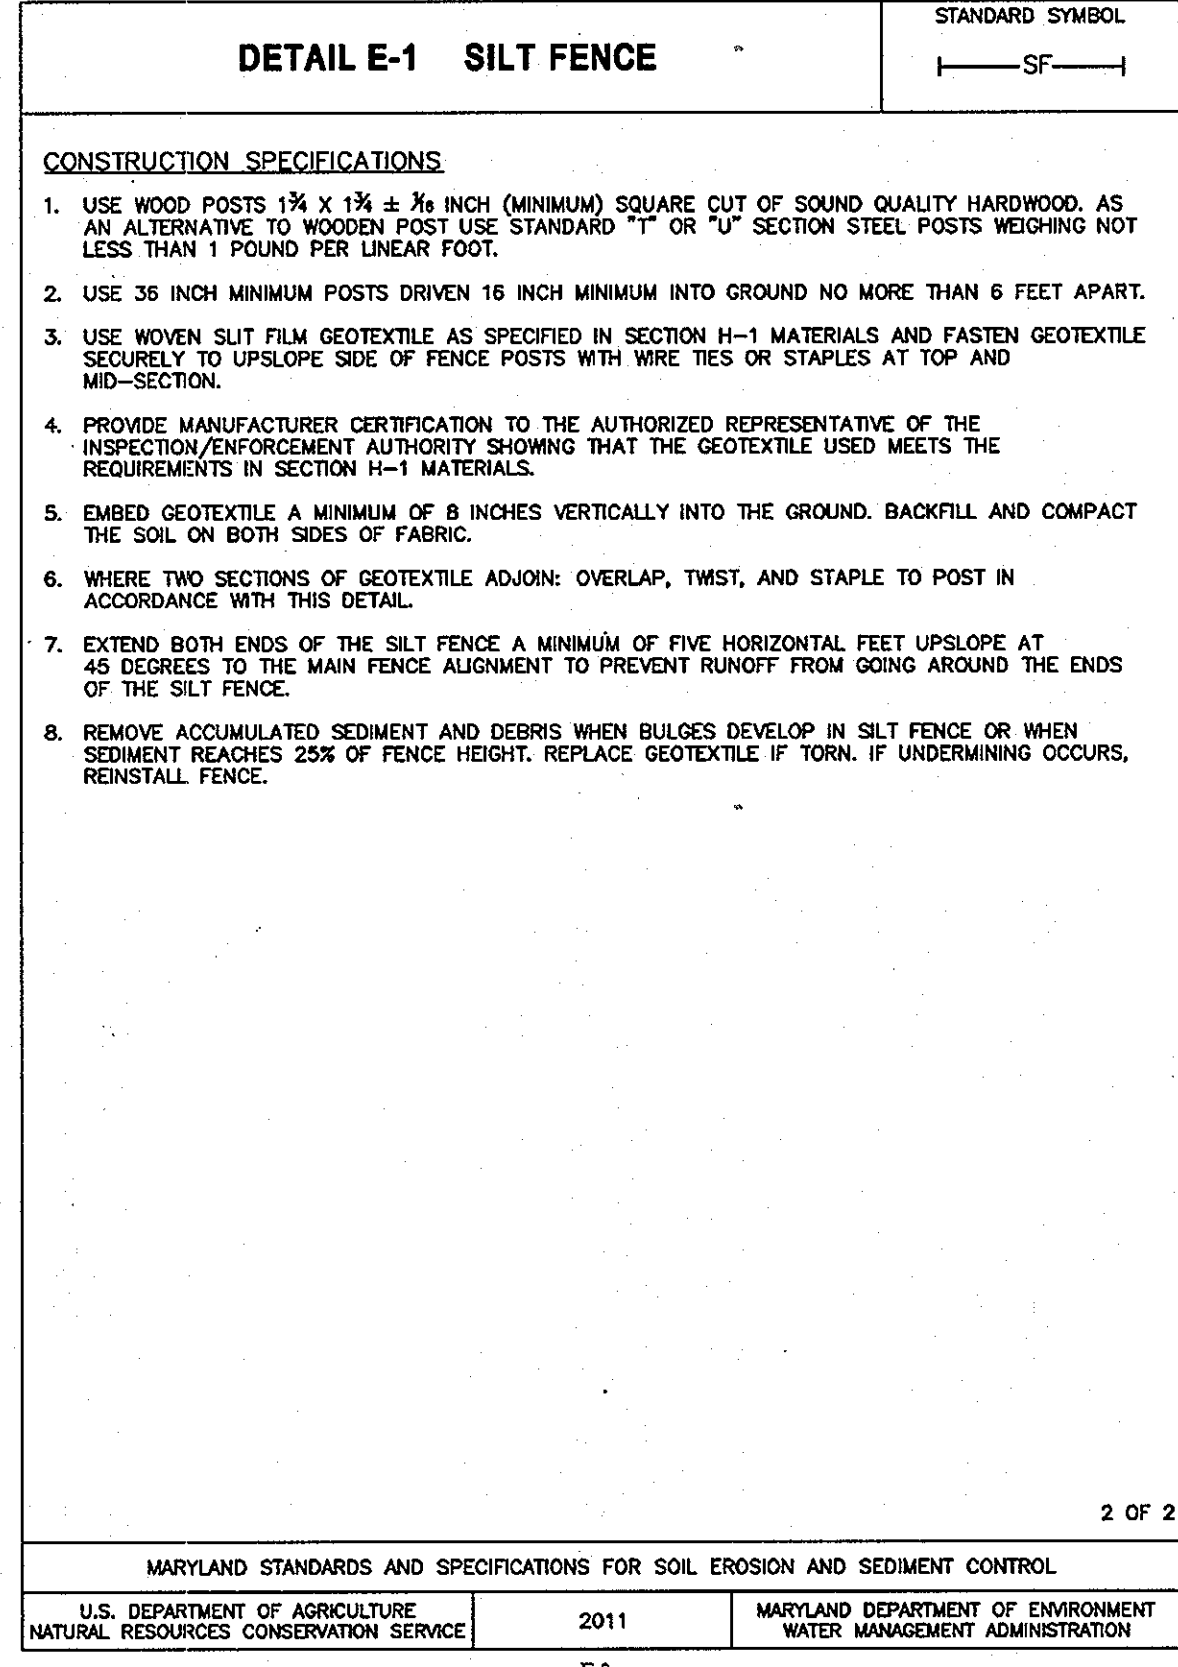 STANDARD SYMBOL
DETAIL E-1 SILT FENCE
SF
CONSTRUCTION SPECIFICATIONS
1. USE WOOD POSTS 1¾ X 1¾ ± 1/16 INCH (MINIMUM) SQUARE CUT OF SOUND QUALITY HARDWOOD. AS
AN ALTERNATIVE TO WOODEN POST USE STANDARD "T" OR "U" SECTION STEEL POSTS WEIGHING NOT
LESS THAN 1 POUND PER LINEAR FOOT.
2. USE 36 INCH MINIMUM POSTS DRIVEN 16 INCH MINIMUM INTO GROUND NO MORE THAN 6 FEET APART.
3. USE WOVEN SLIT FILM GEOTEXTILE AS SPECIFIED IN SECTION H-1 MATERIALS AND FASTEN GEOTEXTILE
SECURELY TO UPSLOPE SIDE OF FENCE POSTS WITH WIRE TIES OR STAPLES AT TOP AND
MID-SECTION.
4. PROVIDE MANUFACTURER CERTIFICATION TO THE AUTHORIZED REPRESENTATIVE OF THE
INSPECTION/ENFORCEMENT AUTHORITY SHOWING THAT THE GEOTEXTILE USED MEETS THE
REQUIREMENTS IN SECTION H-1 MATERIALS.
5. EMBED GEOTEXTILE A MINIMUM OF 8 INCHES VERTICALLY INTO THE GROUND. BACKFILL AND COMPACT
THE SOIL ON BOTH SIDES OF FABRIC.
6. WHERE TWO SECTIONS OF GEOTEXTILE ADJOIN: OVERLAP, TWIST, AND STAPLE TO POST IN
ACCORDANCE WITH THIS DETAIL.
7. EXTEND BOTH ENDS OF THE SILT FENCE A MINIMUM OF FIVE HORIZONTAL FEET UPSLOPE AT
45 DEGREES TO THE MAIN FENCE ALIGNMENT TO PREVENT RUNOFF FROM GOING AROUND THE ENDS
OF THE SILT FENCE.
8. REMOVE ACCUMULATED SEDIMENT AND DEBRIS WHEN BULGES DEVELOP IN SILT FENCE OR WHEN
SEDIMENT REACHES 25% OF FENCE HEIGHT. REPLACE GEOTEXTILE IF TORN. IF UNDERMINING OCCURS,
REINSTALL FENCE.
2 OF 2
MARYLAND STANDARDS AND SPECIFICATIONS FOR SOIL EROSION AND SEDIMENT CONTROL
U.S. DEPARTMENT OF AGRICULTURE
NATURAL RESOURCES CONSERVATION SERVICE
2011
MARYLAND DEPARTMENT OF ENVIRONMENT
WATER MANAGEMENT ADMINISTRATION